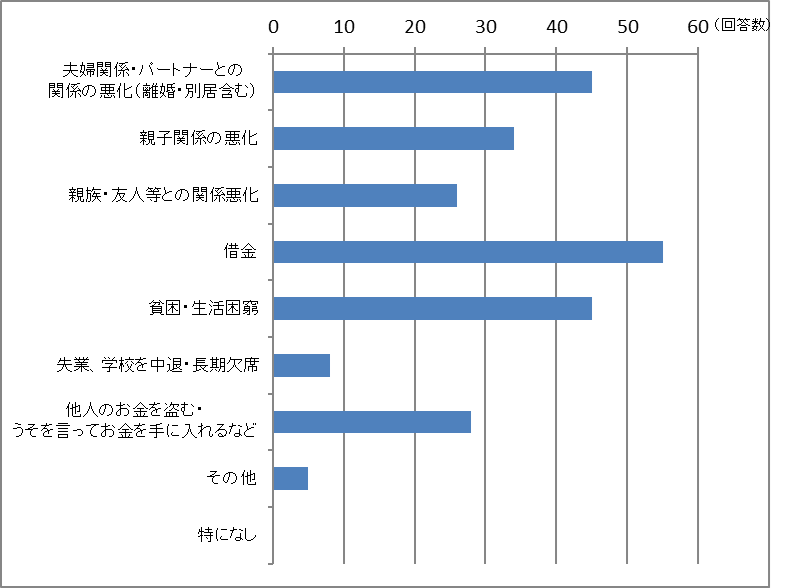 0 10 20 30 40 50 60 (回答数)
夫婦関係・パートナーとの
関係の悪化(離婚・別居含む)
親子関係の悪化
親族・友人等との関係悪化
借金
貧困・生活困窮
失業、学校を中退・長期欠席
他人のお金を盗む・
うそを言ってお金を手に入れるなど
その他
特になし